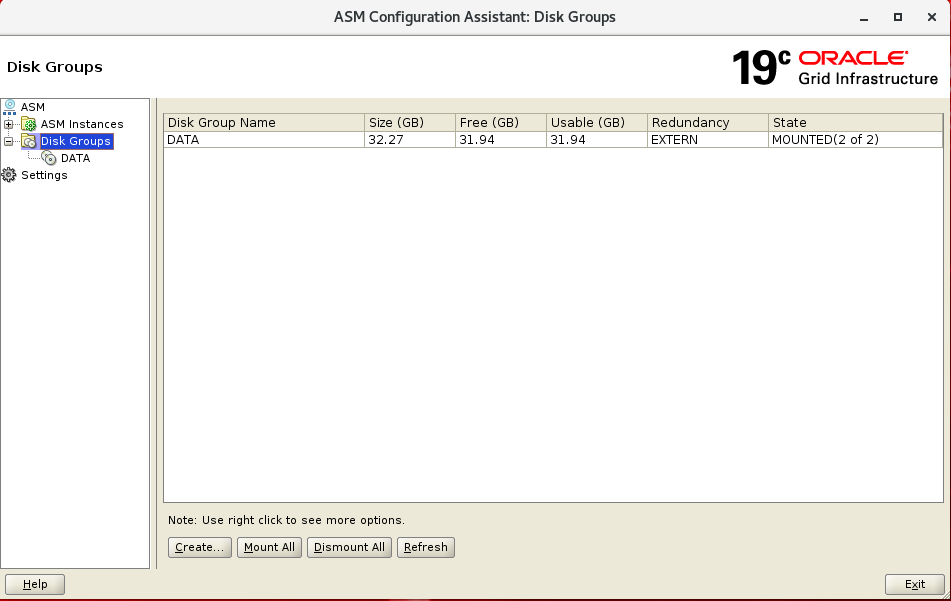 ASM Configuration Assistant: Disk Groups
Disk Groups
19c ORACLE
Grid Infrastructure
ASM
ASM Instances
Disk Groups
DATA
Settings
Disk Group Name Size (GB) Free (GB) Usable (GB) Redundancy State
DATA 32.27 31.94 31.94 EXTERN MOUNTED(2 of 2)
Note: Use right click to see more options.
Create... Mount All Dismount All Refresh
Help Exit